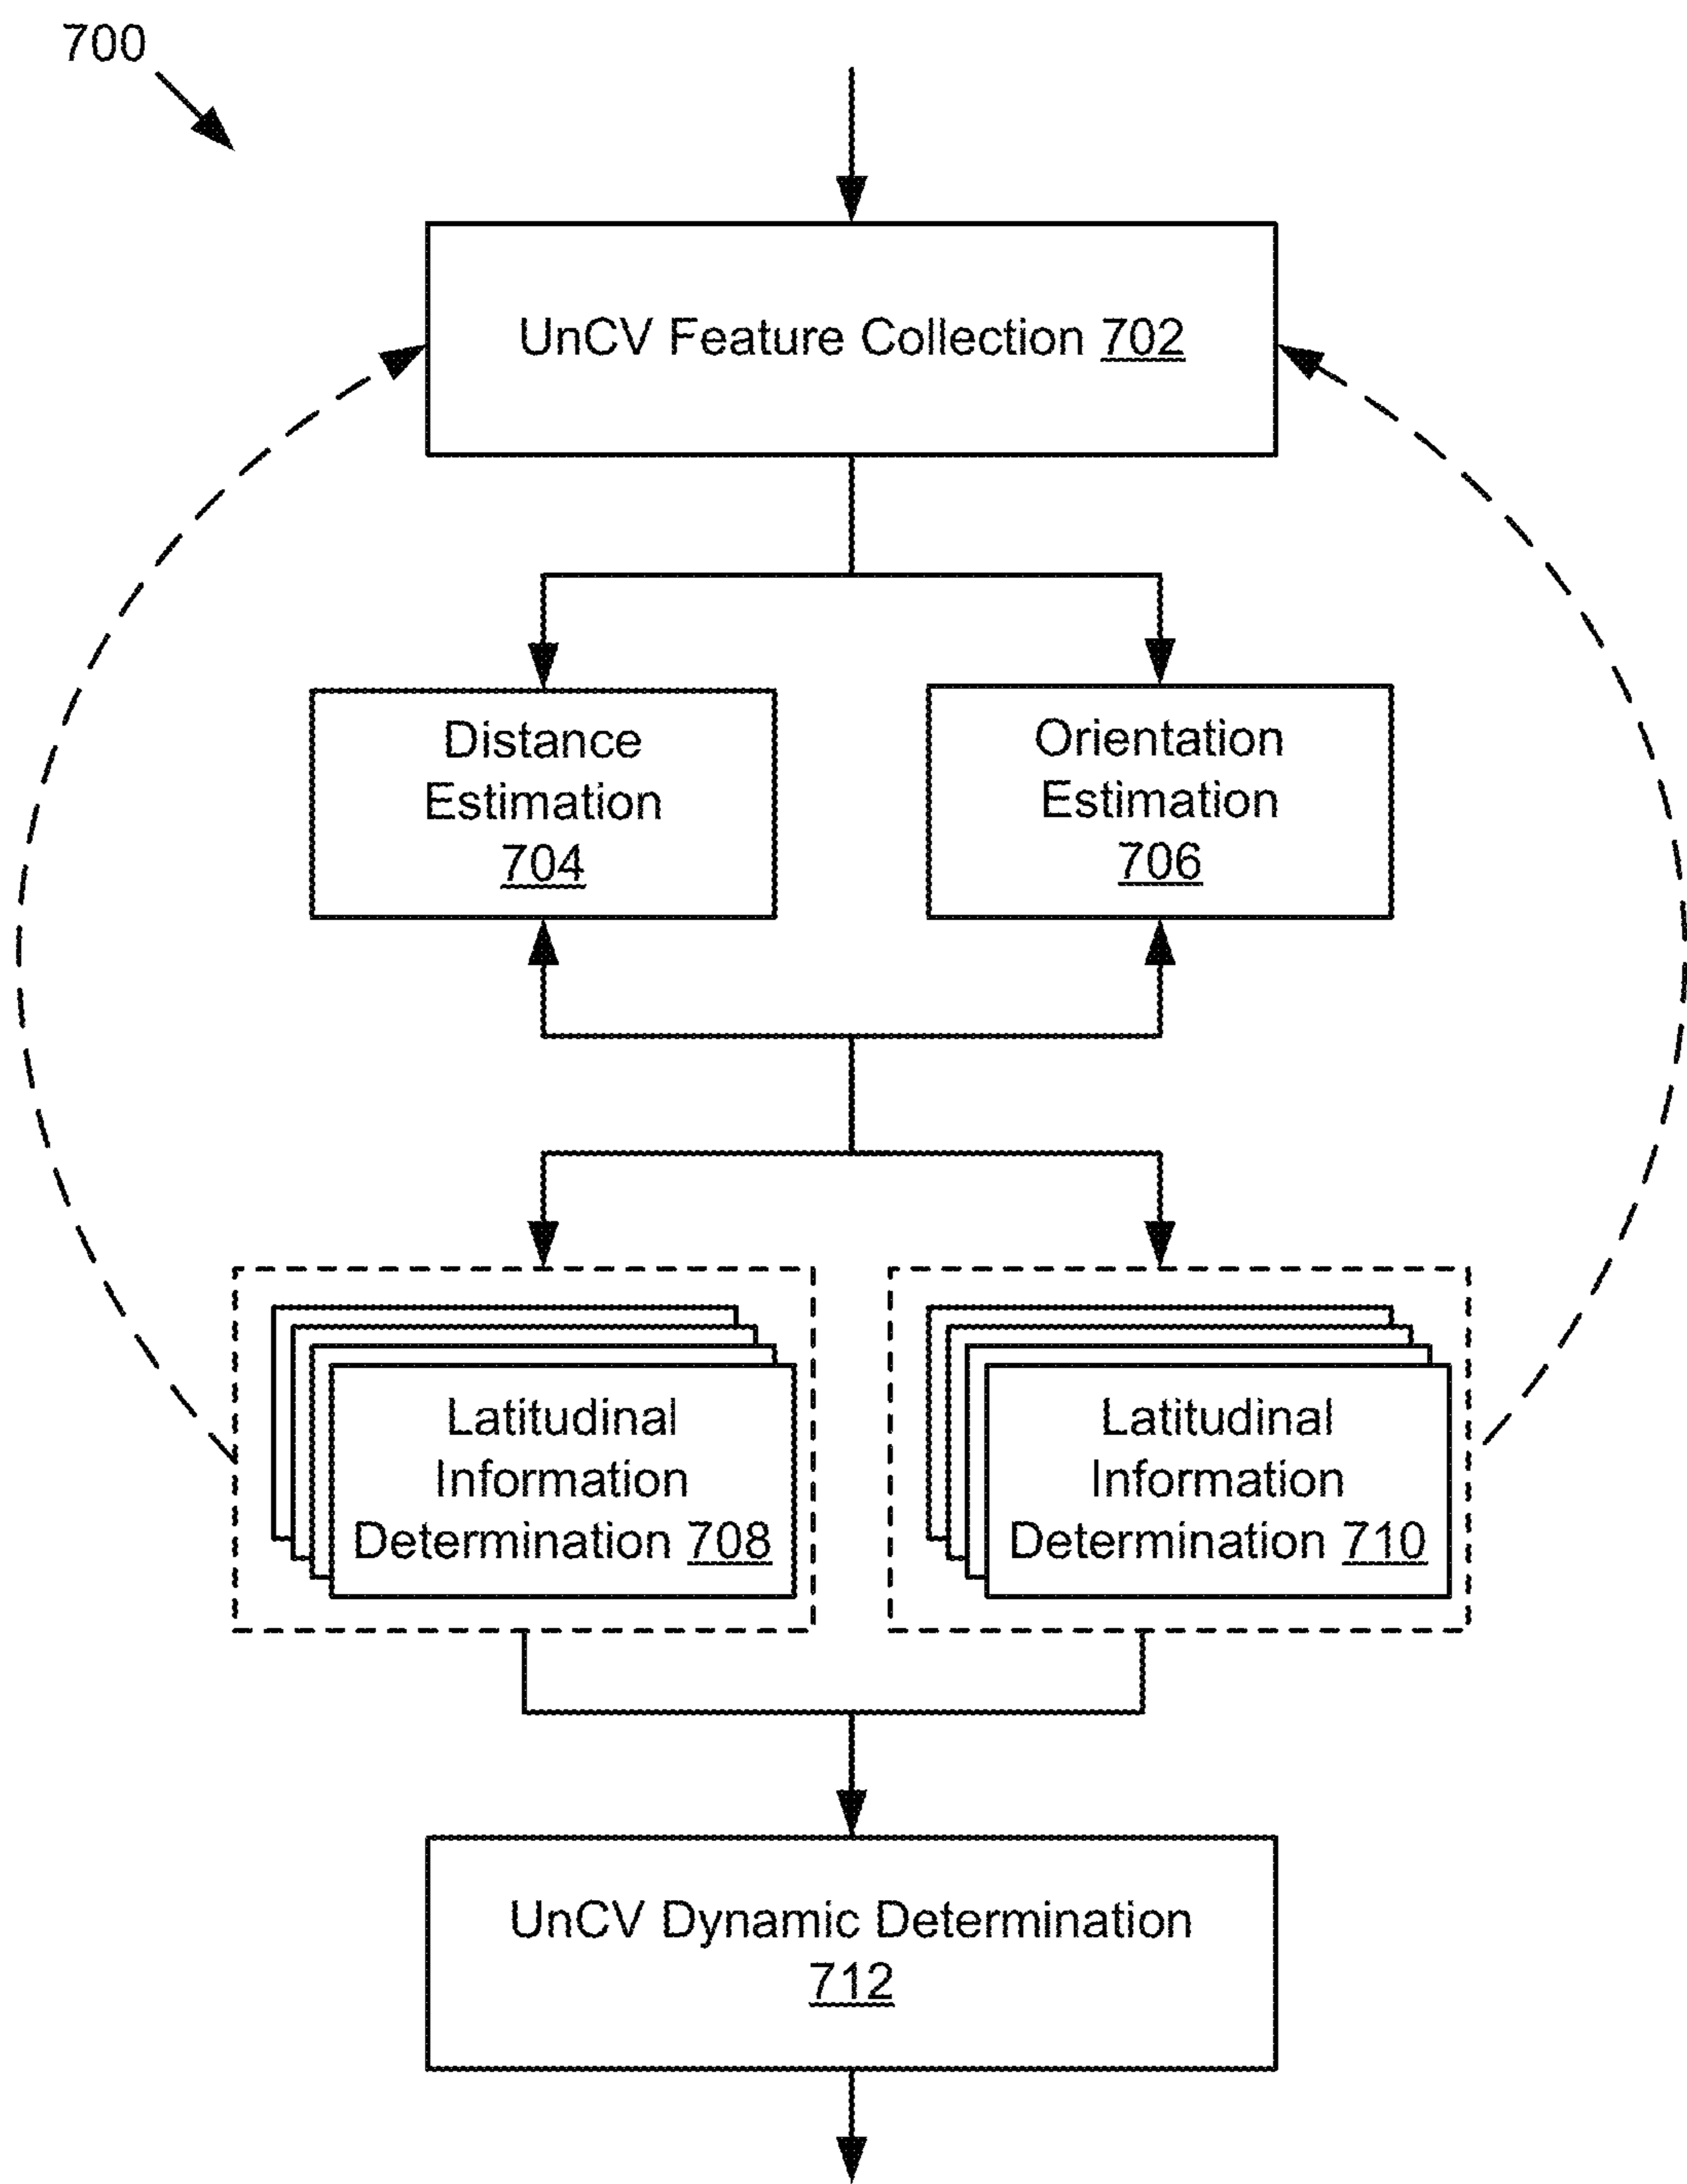 700
UnCV Feature Collection 702
Distance
Estimation
704
Orientation
Estimation
706
Latitudinal
Information
Determination 708
Latitudinal
Information
Determination 710
UnCV Dynamic Determination
712